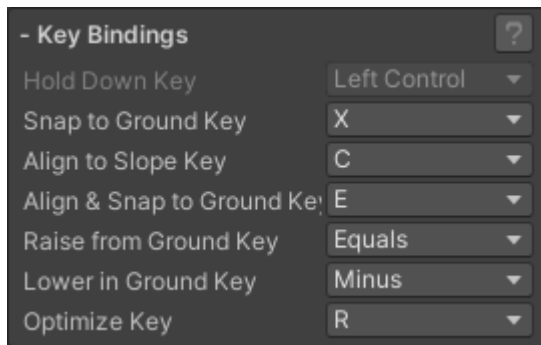 - Key Bindings ?
Hold Down Key Left Control
Snap to Ground Key X
Align to Slope Key C
Align & Snap to Ground Key E
Raise from Ground Key Equals
Lower in Ground Key Minus
Optimize Key R